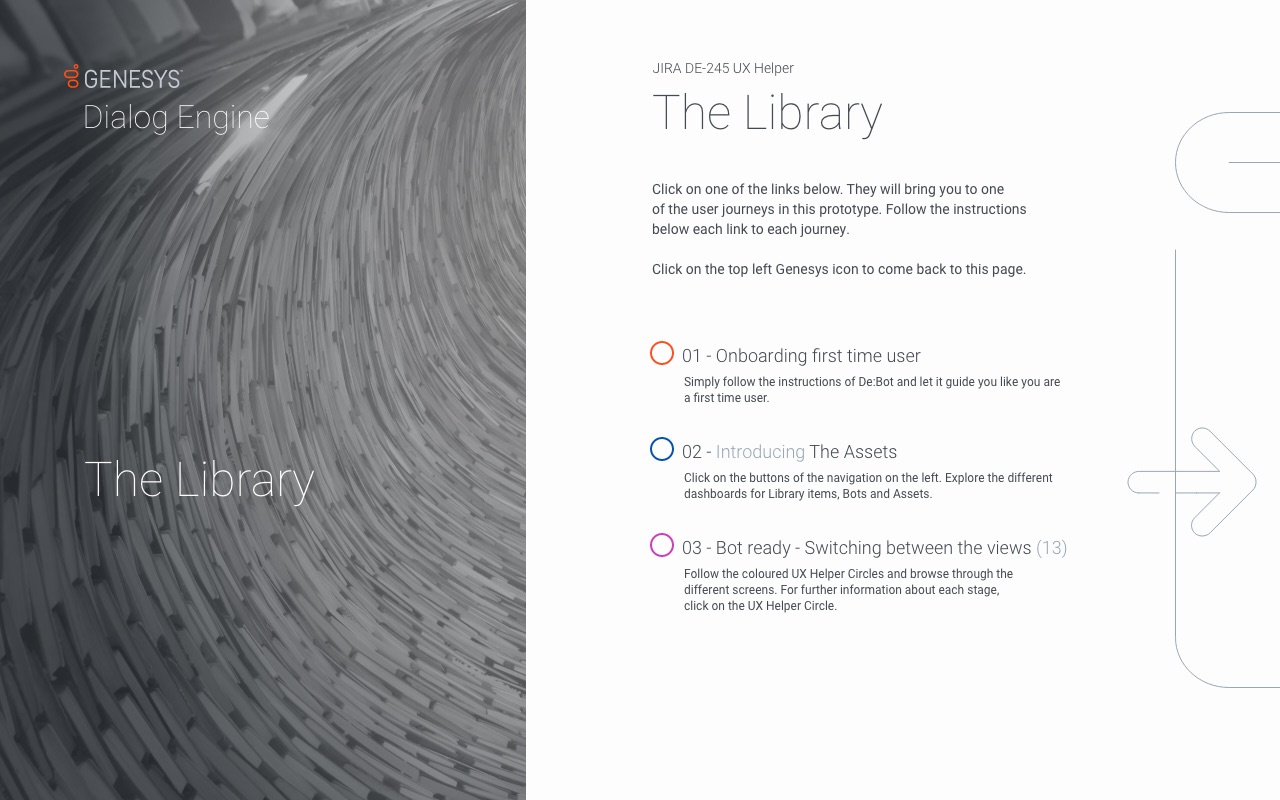 GENESYS
Dialog Engine
The Library
JIRA DE-245 UX Helper
The Library
Click on one of the links below. They will bring you to one
of the user journeys in this prototype. Follow the instructions
below each link to each journey.
Click on the top left Genesys icon to come back to this page.
01 - Onboarding first time user
Simply follow the instructions of De:Bot and let it guide you like you are
a first time user.
02 - Introducing The Assets
Click on the buttons of the navigation on the left. Explore the different
dashboards for Library items, Bots and Assets.
03 - Bot ready - Switching between the views (13)
Follow the coloured UX Helper Circles and browse through the
different screens. For further information about each stage,
click on the UX Helper Circle.